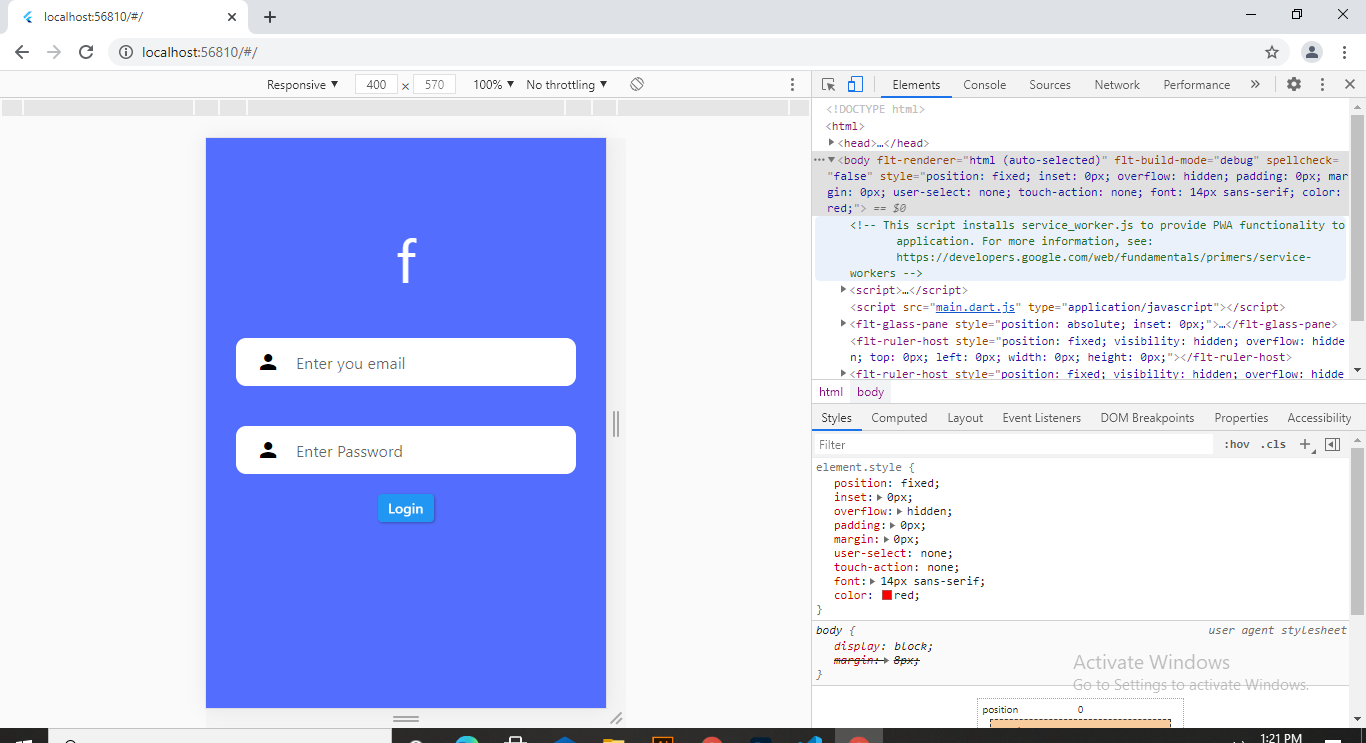 localhost:56810/#/
localhost:56810/#/
Responsive 400 × 570 100% No throttling
Elements Console Sources Network Performance
<!DOCTYPE html>
<html>
<head>…</head>
<body flt-renderer="html (auto-selected)" flt-build-mode="debug" spellcheck=
"false" style="position: fixed; inset: 0px; overflow: hidden; padding: 0px; mar
gin: 0px; user-select: none; touch-action: none; font: 14px sans-serif; color:
red;"> == $0
<!-- This script installs service_worker.js to provide PWA functionality to
application. For more information, see:
https://developers.google.com/web/fundamentals/primers/service-
workers -->
<script>…</script>
<script src="main.dart.js" type="application/javascript"></script>
<flt-glass-pane style="position: absolute; inset: 0px;">…</flt-glass-pane>
<flt-ruler-host style="position: fixed; visibility: hidden; overflow: hidde
n; top: 0px; left: 0px; width: 0px; height: 0px;"></flt-ruler-host>
<flt-ruler-host style="position: fixed; visibility: hidden; overflow: hidde
html body
Styles Computed Layout Event Listeners DOM Breakpoints Properties Accessibility
Filter :hov .cls +
element.style {
position: fixed;
inset: 0px;
overflow: hidden;
padding: 0px;
margin: 0px;
user-select: none;
touch-action: none;
font: 14px sans-serif;
color: red;
}
body { user agent stylesheet
display: block;
margin: 8px;
}
position 0
f
Enter you email
Enter Password
Login
Activate Windows
Go to Settings to activate Windows.
1:21 PM